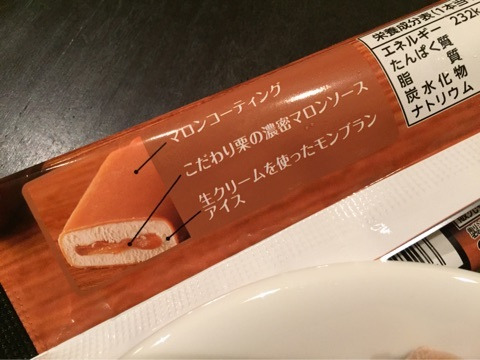 マロンコーティング
こだわり栗の濃密マロンソース
生クリームを使ったモンブラン
アイス
栄養成分表(1本当
エネルギー 232k
たんぱく質
脂質
炭水化物
ナトリウム